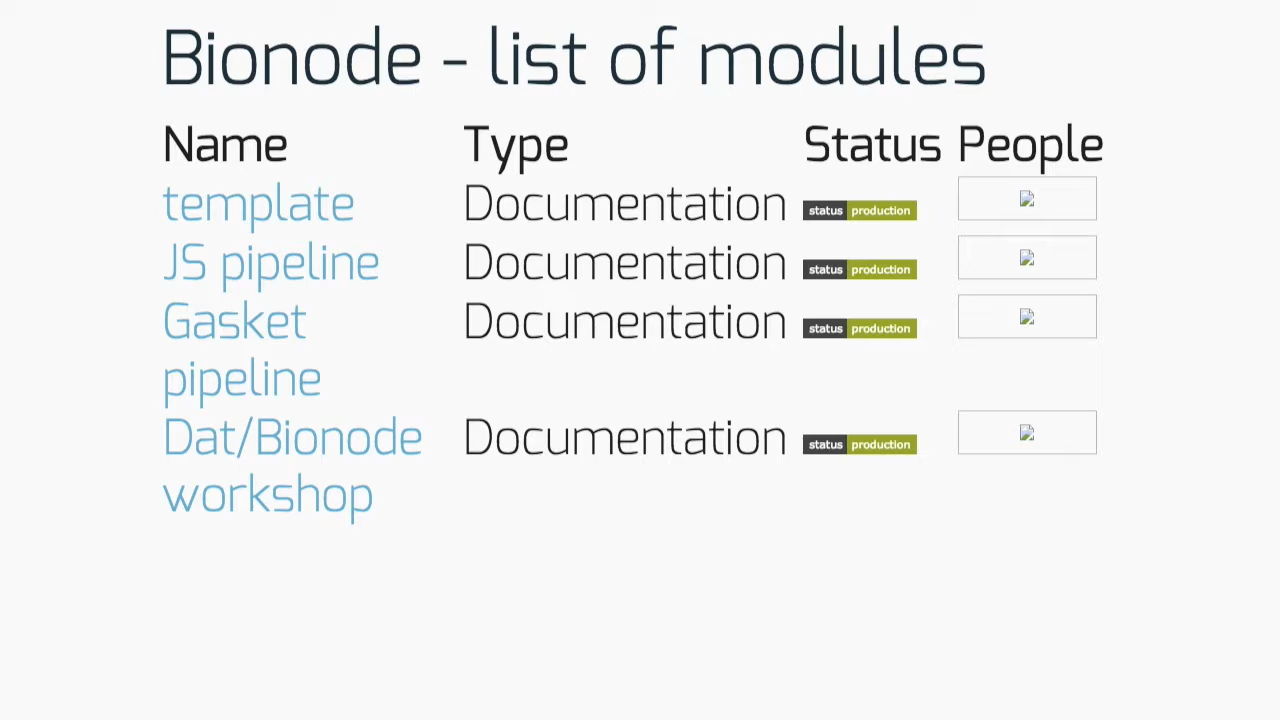 Bionode - list of modules
Name Type Status People
template Documentation status production
JS pipeline Documentation status production
Gasket Documentation status production
pipeline
Dat/Bionode Documentation status production
workshop